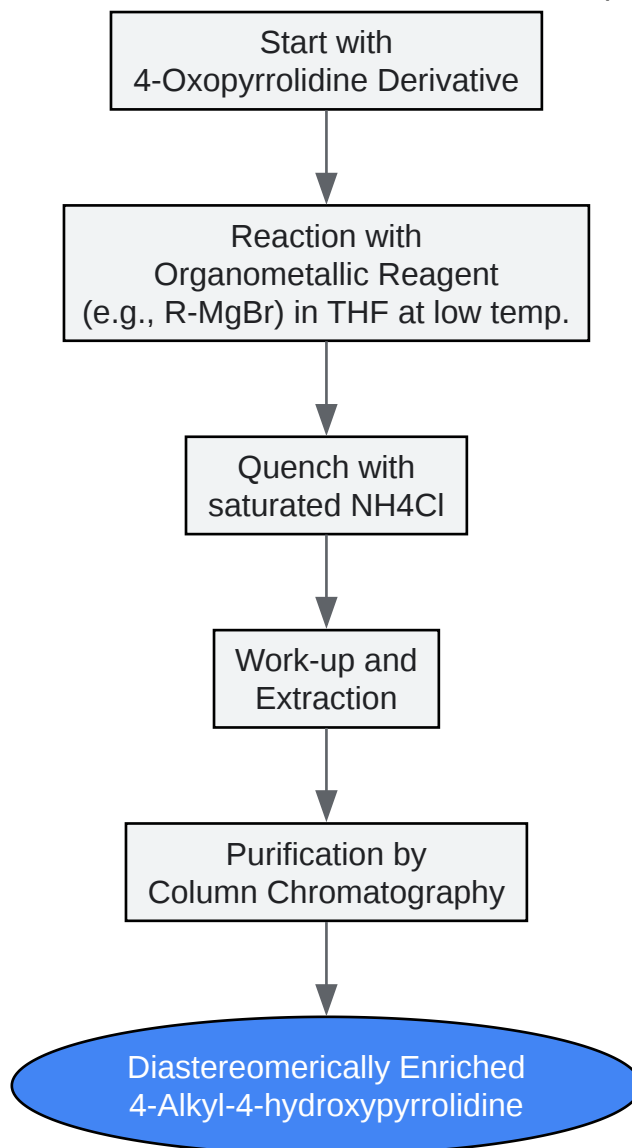 Start with
4-Oxopyrrolidine Derivative
Reaction with
Organometallic Reagent
(e.g., R-MgBr) in THF at low temp.
Quench with
saturated NH4Cl
Work-up and
Extraction
Purification by
Column Chromatography
Diastereomerically Enriched
4-Alkyl-4-hydroxypyrrolidine